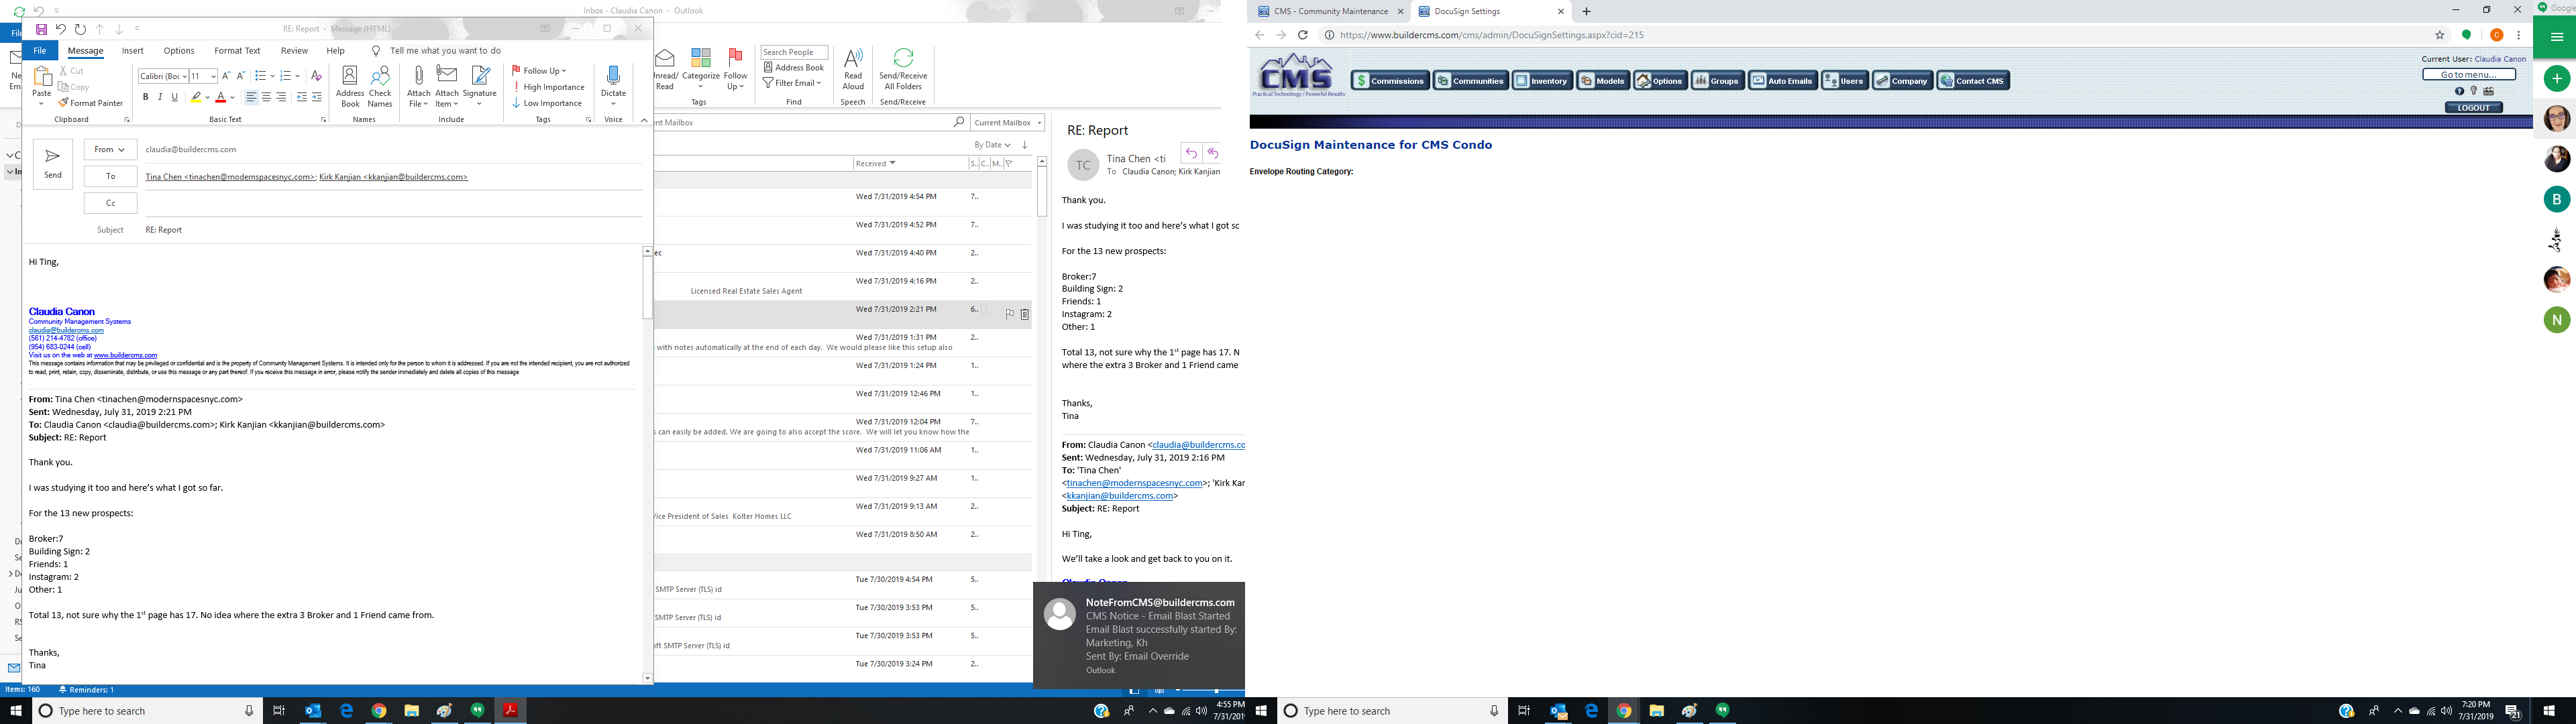 Inbox - Claudia Canon - Outlook
RE: Report - Message (HTML)
File Message Insert Options Format Text Review Help Tell me what you want to do
Paste
Cut
Copy
Format Painter
Clipboard
Calibri (Boc 11
B I U
Basic Text
Address Book
Check Names
Names
Attach File
Attach Item
Signature
Include
Follow Up
High Importance
Low Importance
Tags
Dictate
Voice
Send
From claudia@buildercms.com
To Tina Chen <tinachen@modernspacesnyc.com>; Kirk Kanjian <kkanjian@buildercms.com>
Cc
Subject RE: Report
Hi Ting,
Claudia Canon
Community Management Systems
claudia@buildercms.com
(561) 214-4782 (office)
(954) 683-0244 (cell)
Visit us on the web at www.buildercms.com
This message contains information that may be privileged or confidential and is the property of Community Management Systems. It is intended only for the person to whom it is addressed. If you are not the intended recipient, you are not authorized
to read, print, retain, copy, disseminate, distribute, or use this message or any part thereof. If you receive this message in error, please notify the sender immediately and delete all copies of this message
From: Tina Chen <tinachen@modernspacesnyc.com>
Sent: Wednesday, July 31, 2019 2:21 PM
To: Claudia Canon <claudia@buildercms.com>; Kirk Kanjian <kkanjian@buildercms.com>
Subject: RE: Report
Thank you.
I was studying it too and here's what I got so far.
For the 13 new prospects:
Broker:7
Building Sign: 2
Friends: 1
Instagram: 2
Other: 1
Total 13, not sure why the 1st page has 17. No idea where the extra 3 Broker and 1 Friend came from.
Thanks,
Tina
Items: 160 Reminders: 1
Unread/ Read
Categorize
Follow Up
Tags
Search People
Address Book
Filter Email
Find
Read Aloud
Speech
Send/Receive All Folders
Send/Receive
nt Mailbox
Current Mailbox
By Date
Received S.. C.. M..
Wed 7/31/2019 4:54 PM 7..
Wed 7/31/2019 4:52 PM 7..
ec Wed 7/31/2019 4:40 PM 2..
Wed 7/31/2019 4:16 PM 2..
Licensed Real Estate Sales Agent
Wed 7/31/2019 2:21 PM 6..
Wed 7/31/2019 1:31 PM 2..
with notes automatically at the end of each day. We would please like this setup also
Wed 7/31/2019 1:24 PM 1..
Wed 7/31/2019 12:46 PM 1..
Wed 7/31/2019 12:04 PM 7..
s can easily be added. We are going to also accept the score. We will let you know how the
Wed 7/31/2019 11:06 AM 1..
Wed 7/31/2019 9:27 AM 1..
Wed 7/31/2019 9:13 AM 2..
Vice President of Sales Kolter Homes LLC
Wed 7/31/2019 8:50 AM 2..
Tue 7/30/2019 4:54 PM 5..
SMTP Server (TLS) id
Tue 7/30/2019 3:53 PM 5..
SMTP Server (TLS) id
Tue 7/30/2019 3:53 PM 5..
oft SMTP Server (TLS) id
Tue 7/30/2019 3:24 PM 2..
RE: Report
TC
Tina Chen <ti
To Claudia Canon; Kirk Kanjian
Thank you.
I was studying it too and here's what I got sc
For the 13 new prospects:
Broker:7
Building Sign: 2
Friends: 1
Instagram: 2
Other: 1
Total 13, not sure why the 1st page has 17. N
where the extra 3 Broker and 1 Friend came
Thanks,
Tina
From: Claudia Canon <claudia@buildercms.co
Sent: Wednesday, July 31, 2019 2:16 PM
To: 'Tina Chen'
<tinachen@modernspacesnyc.com>; 'Kirk Kar
<kkanjian@buildercms.com>
Subject: RE: Report
Hi Ting,
We'll take a look and get back to you on it.
NoteFromCMS@buildercms.com
CMS Notice - Email Blast Started
Email Blast successfully started By:
Marketing, Kh
Sent By: Email Override
Outlook
Type here to search
4:55 PM
7/31/201
CMS - Community Maintenance
DocuSign Settings
https://www.buildercms.com/cms/admin/DocuSignSettings.aspx?cid=215
C
Google
CMS
Practical Technology / Powerful Results
Commissions Communities Inventory Models Options Groups Auto Emails Users Company Contact CMS
Current User: Claudia Canon
Go to menu...
LOGOUT
DocuSign Maintenance for CMS Condo
Envelope Routing Category:
B
N
Type here to search
7:20 PM
7/31/2019
21